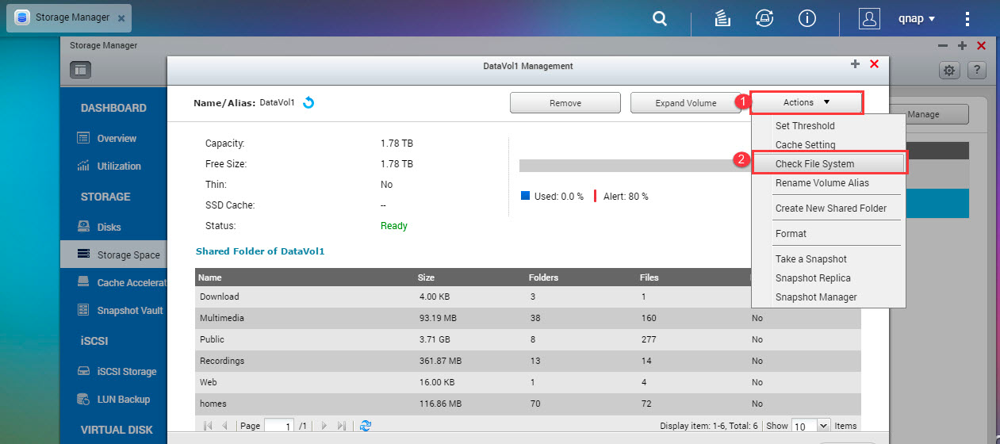 Storage Manager
qnap
Storage Manager
DataVol1 Management
DASHBOARD
Overview
Utilization
STORAGE
Disks
Storage Space
Cache Accelerat
Snapshot Vault
iSCSI
iSCSI Storage
LUN Backup
VIRTUAL DISK
Name/Alias: DataVol1
Remove
Expand Volume
1
Actions
Manage
Set Threshold
Cache Setting
2
Check File System
Rename Volume Alias
Create New Shared Folder
Format
Take a Snapshot
Snapshot Replica
Snapshot Manager
Capacity: 1.78 TB
Free Size: 1.78 TB
Thin: No
SSD Cache: --
Status: Ready
Used: 0.0 % Alert: 80 %
Shared Folder of DataVol1
Name Size Folders Files
Download 4.00 KB 3 1
Multimedia 93.19 MB 38 160 No
Public 3.71 GB 8 277 No
Recordings 361.87 MB 13 14 No
Web 16.00 KB 1 4 No
homes 116.86 MB 70 72 No
Page 1 /1 Display item: 1-6, Total: 6 Show 10 Items